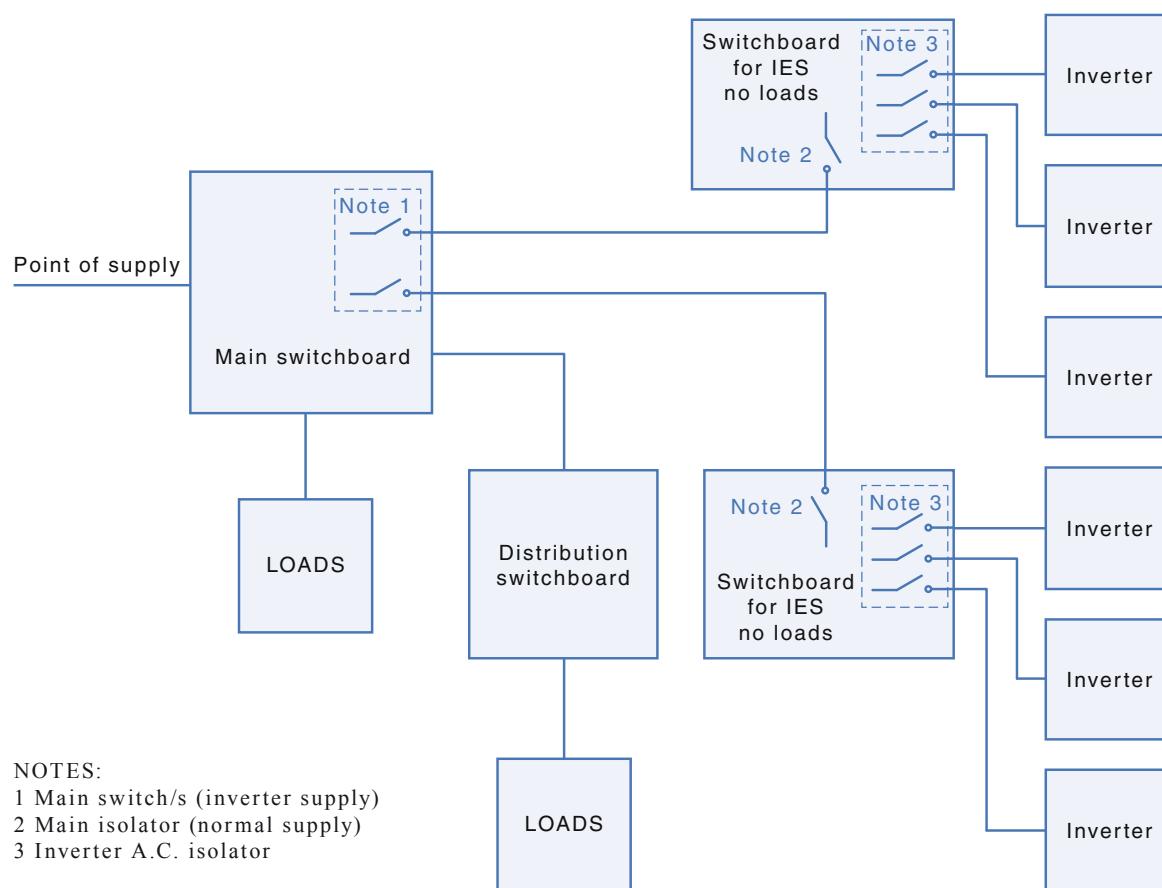 Switchboard
for IES
no loads
Note 3
Note 2
Inverter
Inverter
Inverter
Note 1
Point of supply
Main switchboard
LOADS
Distribution
switchboard
LOADS
Note 2
Note 3
Switchboard
for IES
no loads
Inverter
Inverter
Inverter
NOTES:
1 Main switch/s (inverter supply)
2 Main isolator (normal supply)
3 Inverter A.C. isolator